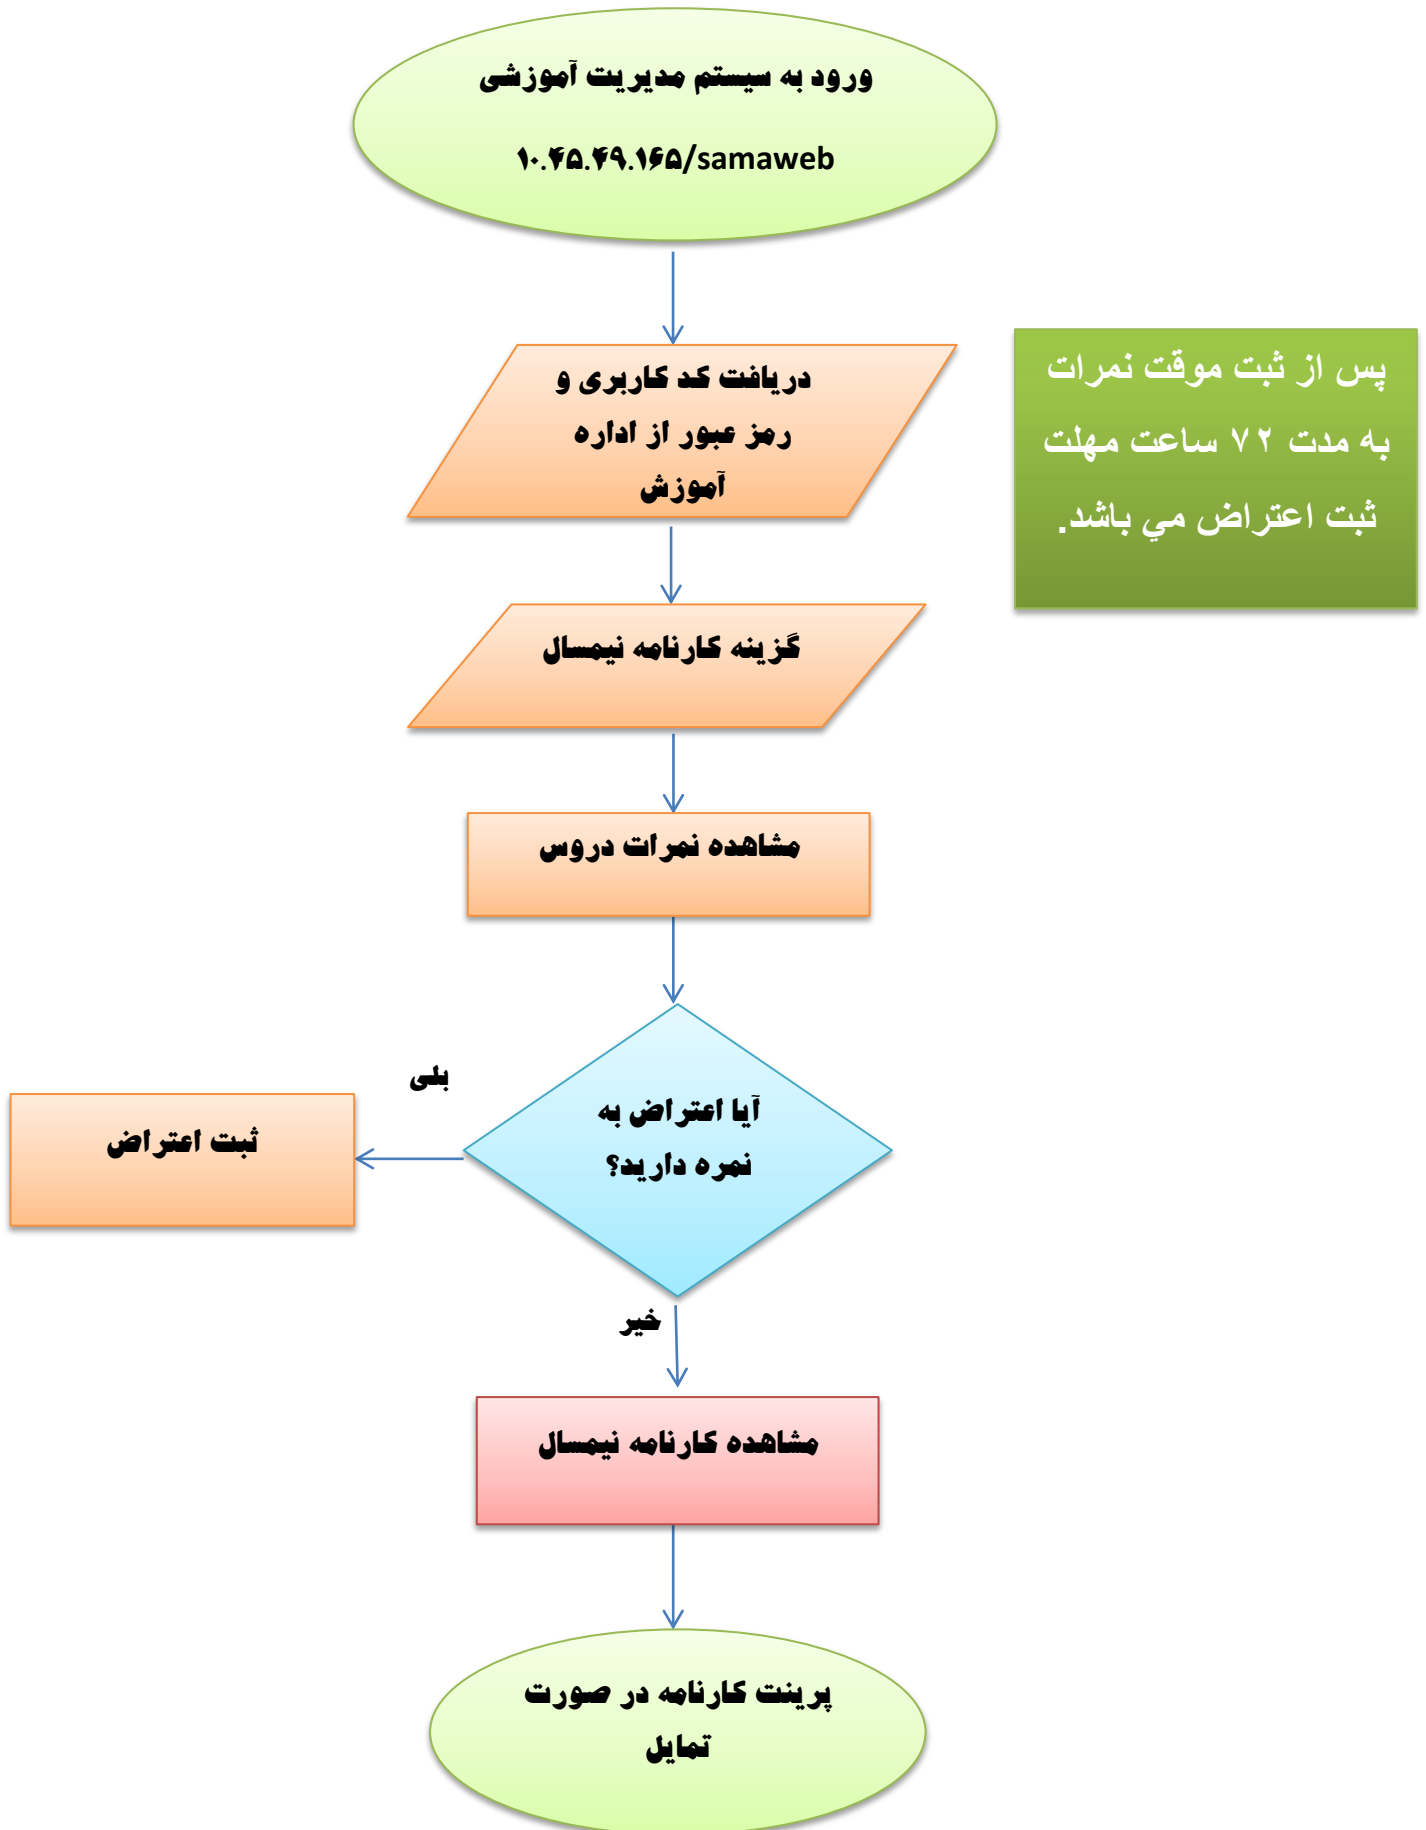 ورود به سیستم مدیریت آموزشی
۱۰.۴۵.۴۹.۱۶۵/samaweb
دریافت کد کاربری و
رمز عبور از اداره
آموزش
پس از ثبت موقت نمرات
به مدت ۷۲ ساعت مهلت
ثبت اعتراض مي باشد.
گزینه کارنامه نیمسال
مشاهده نمرات دروس
بلی
آیا اعتراض به
نمره دارید؟
ثبت اعتراض
خیر
مشاهده کارنامه نیمسال
پرینت کارنامه در صورت
تمایل